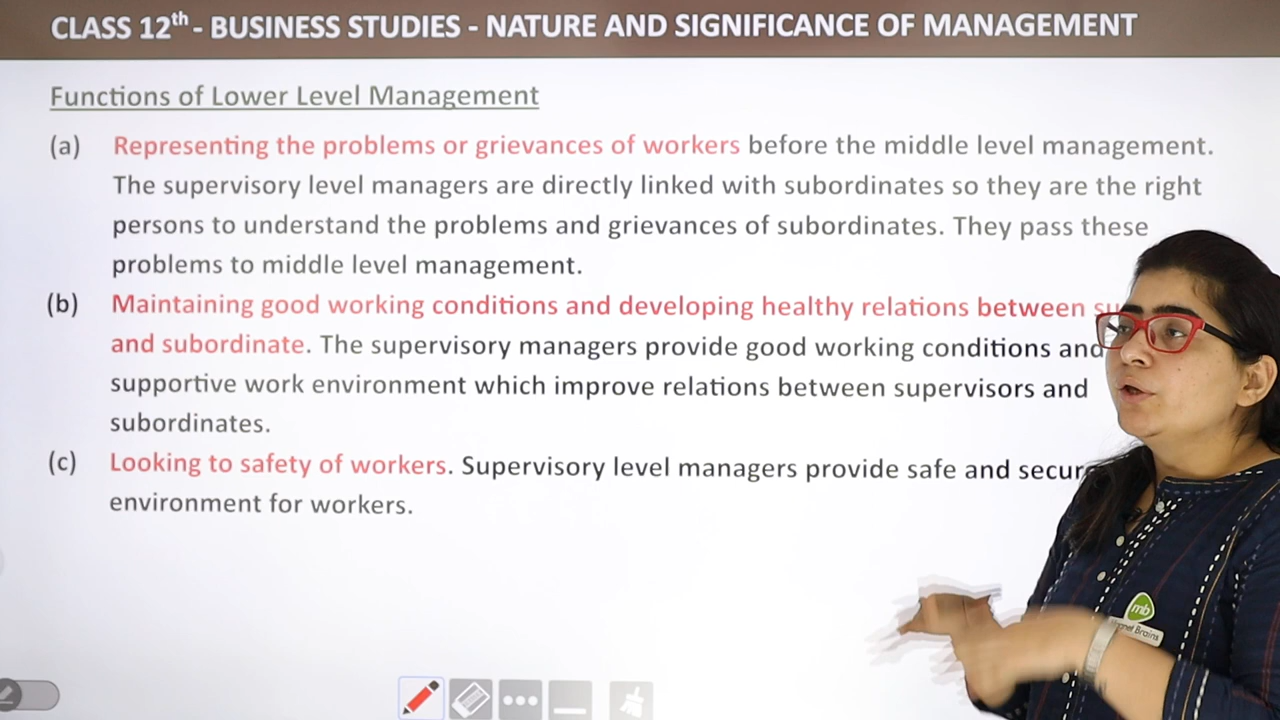 CLASS 12th - BUSINESS STUDIES - NATURE AND SIGNIFICANCE OF MANAGEMENT
Functions of Lower Level Management
(a) Representing the problems or grievances of workers before the middle level management.
The supervisory level managers are directly linked with subordinates so they are the right
persons to understand the problems and grievances of subordinates. They pass these
problems to middle level management.
(b) Maintaining good working conditions and developing healthy relations between
and subordinate. The supervisory managers provide good working conditions and
supportive work environment which improve relations between supervisors and
subordinates.
(c) Looking to safety of workers. Supervisory level managers provide safe and
environment for workers.
mb
Brains